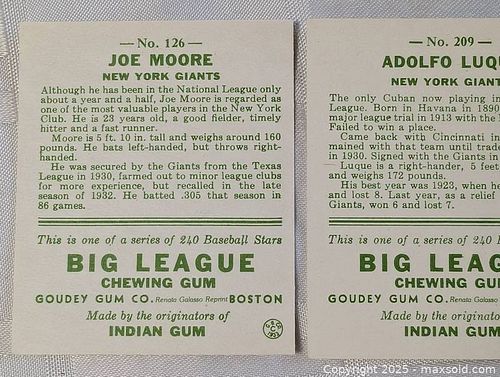 — No. 126 —
JOE MOORE
NEW YORK GIANTS
Although he has been in the National League only
about a year and a half, Joe Moore is regarded as
one of the most valuable players in the New York
Club. He is 23 years old, a good fielder, timely
hitter and a fast runner.
Moore is 5 ft. 10 in. tall and weighs around 160
pounds. He bats left-handed, but throws right-
handed.
He was secured by the Giants from the Texas
League in 1930, farmed out to minor league clubs
for more experience, but recalled in the late
season of 1932. He batted .305 that season in
86 games.
This is one of a series of 240 Baseball Stars
BIG LEAGUE
CHEWING GUM
GOUDEY GUM CO. Renata Galasso Reprint BOSTON
Made by the originators of
INDIAN GUM
— No. 209 —
ADOLFO LUQU
NEW YORK GIANT
The only Cuban now playing in
League. Born in Havana in 1890
major league trial in 1913 with the
Failed to win a place.
Came back with Cincinnati in
mained with that team until trade
in 1930. Signed with the Giants in
Luque is a right-hander, 5 feet
and weighs 172 pounds.
His best year was 1923, when he
and lost 8. Last year, as a relief
Giants, won 6 and lost 7.
This is one of a series of 240
BIG LEAG
CHEWING GU
GOUDEY GUM CO. Renata Galasso
Made by the originators
INDIAN GUM
Copyright 2025 - maxsold.com